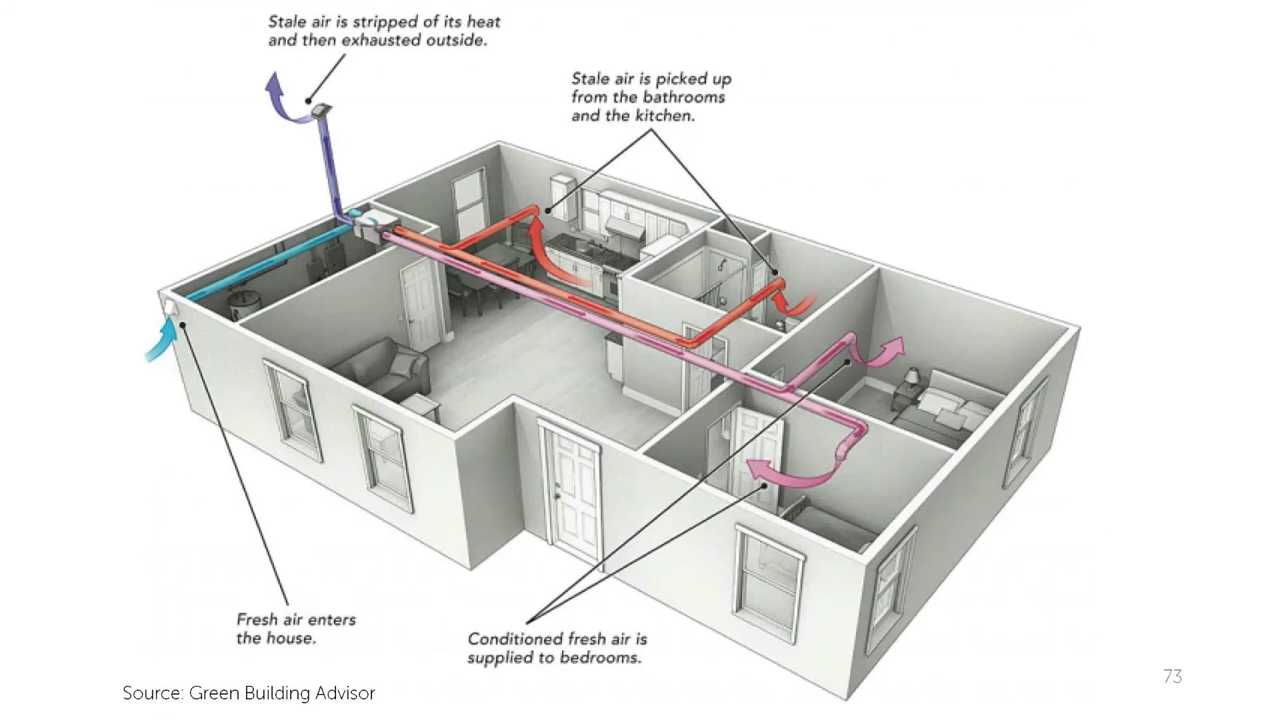 Stale air is stripped of its heat
and then exhausted outside.
Stale air is picked up
from the bathrooms
and the kitchen.
Fresh air enters
the house.
Conditioned fresh air is
supplied to bedrooms.
Source: Green Building Advisor
73